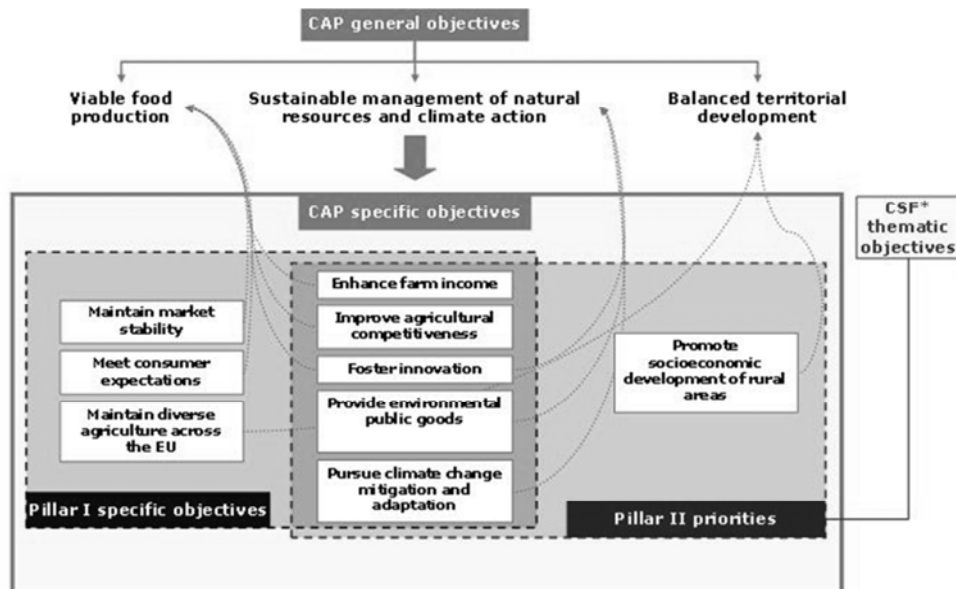 CAP general objectives
Viable food
production
Sustainable management of natural
resources and climate action
Balanced territorial
development
CAP specific objectives
CSF*
thematic
objectives
Enhance farm income
Maintain market
stability
Improve agricultural
competitiveness
Meet consumer
expectations
Foster innovation
Promote
socioeconomic
development of rural
areas
Maintain diverse
agriculture across
the EU
Provide environmental
public goods
Pursue climate change
mitigation and
adaptation
Pillar I specific objectives
Pillar II priorities